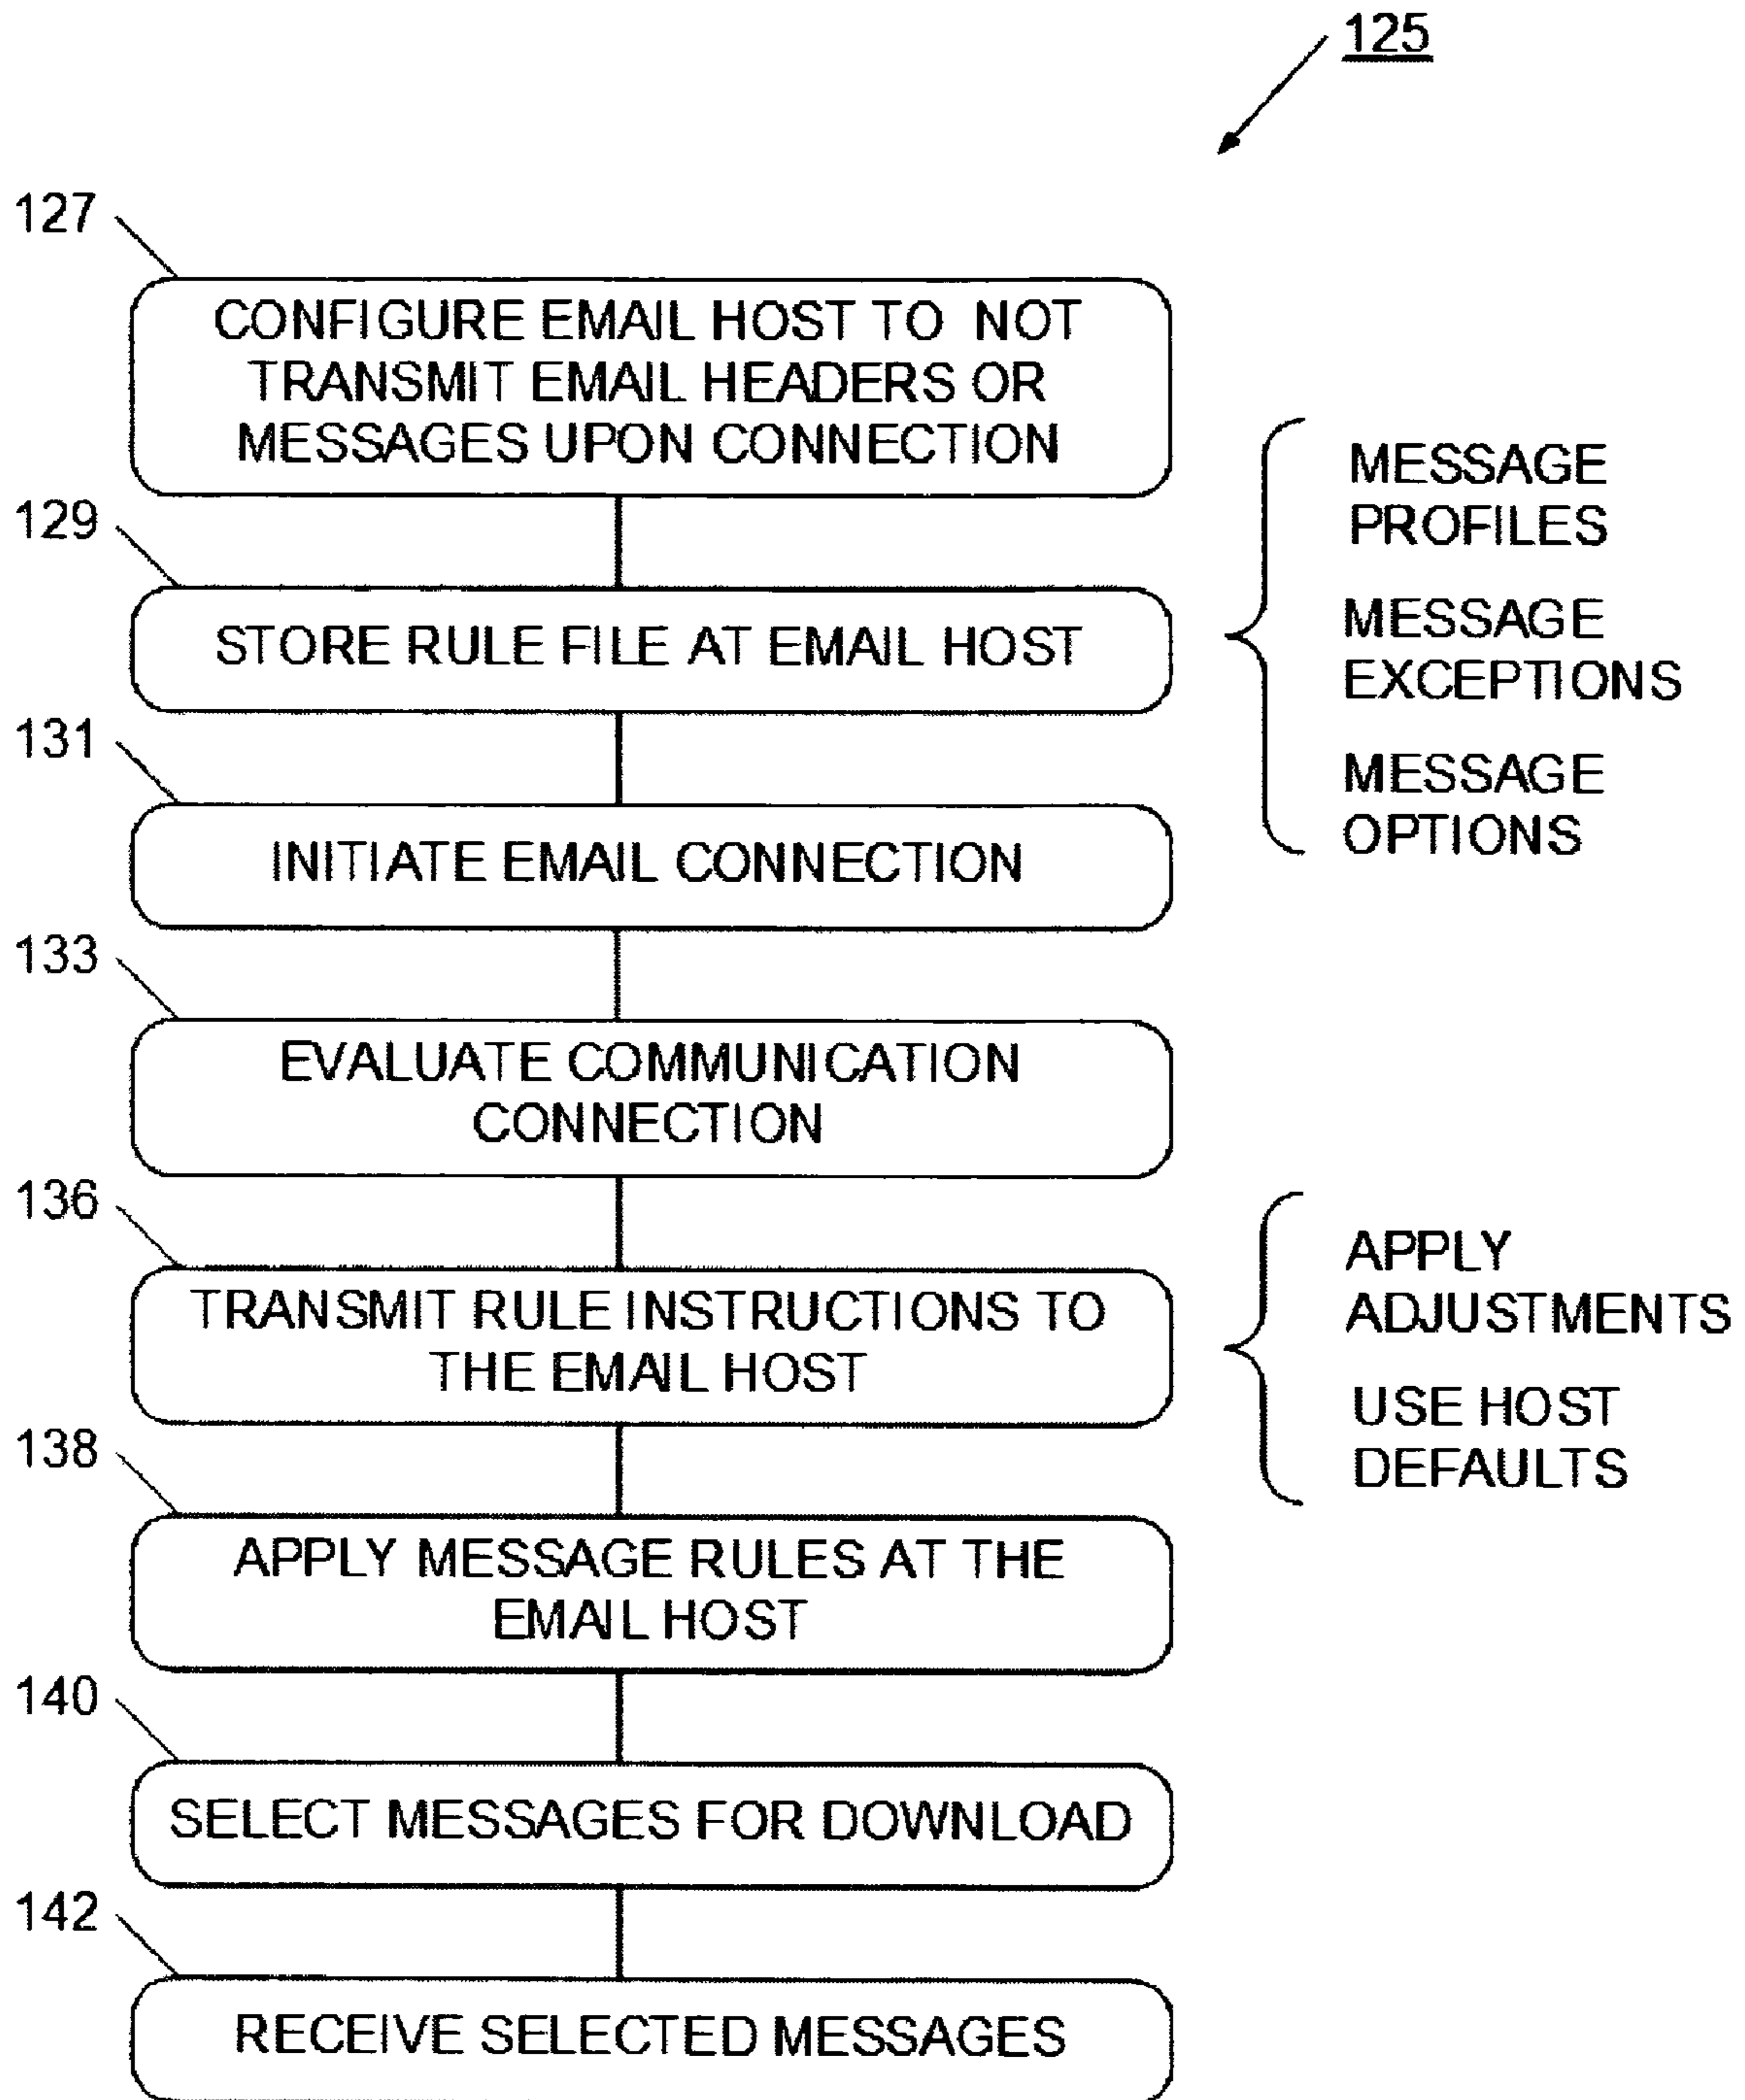 125
127
CONFIGURE EMAIL HOST TO NOT
TRANSMIT EMAIL HEADERS OR
MESSAGES UPON CONNECTION
129
STORE RULE FILE AT EMAIL HOST
MESSAGE
PROFILES
MESSAGE
EXCEPTIONS
MESSAGE
OPTIONS
131
INITIATE EMAIL CONNECTION
133
EVALUATE COMMUNICATION
CONNECTION
136
TRANSMIT RULE INSTRUCTIONS TO
THE EMAIL HOST
APPLY
ADJUSTMENTS
USE HOST
DEFAULTS
138
APPLY MESSAGE RULES AT THE
EMAIL HOST
140
SELECT MESSAGES FOR DOWNLOAD
142
RECEIVE SELECTED MESSAGES